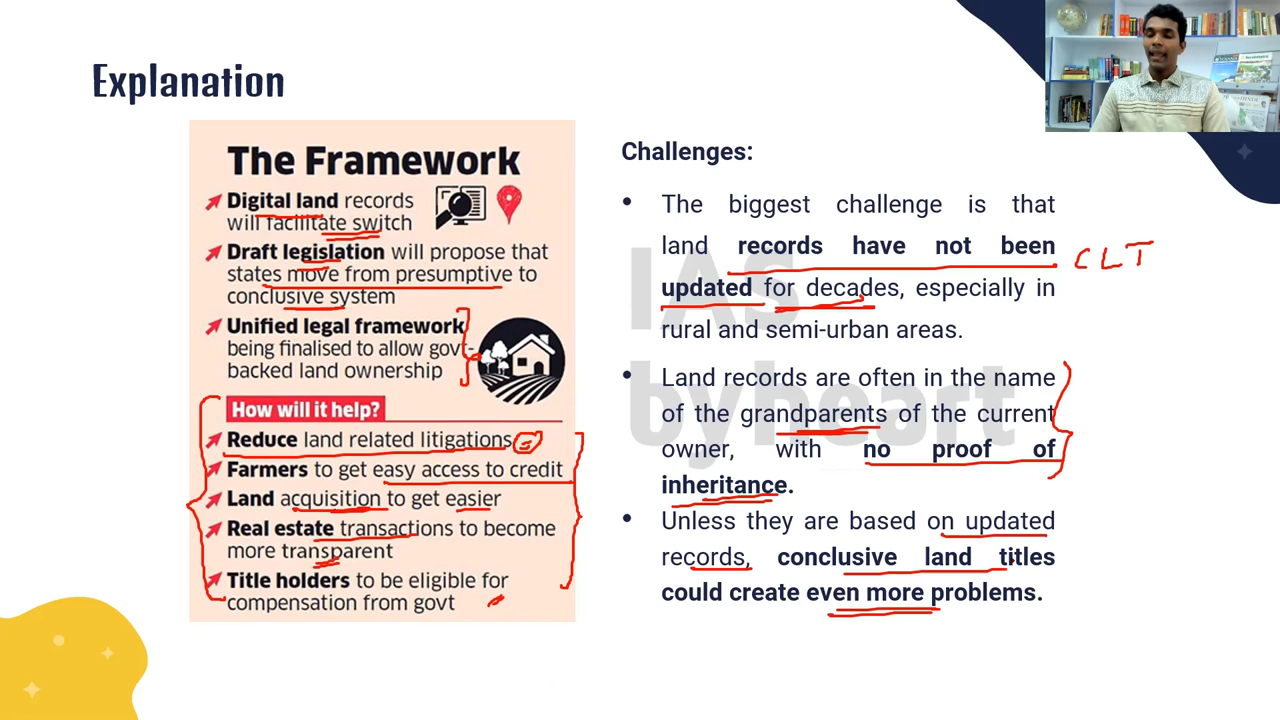 Explanation
The Framework
Digital land records
will facilitate switch
Draft legislation will propose that
states move from presumptive to
conclusive system
Unified legal framework
being finalised to allow govt-
backed land ownership
How will it help?
Reduce land related litigations
Farmers to get easy access to credit
Land acquisition to get easier
Real estate transactions to become
more transparent
Title holders to be eligible for
compensation from govt
Challenges:
The biggest challenge is that
land records have not been
updated for decades, especially in
rural and semi-urban areas.
CLT
Land records are often in the name
of the grandparents of the current
owner, with no proof of
inheritance.
Unless they are based on updated
records, conclusive land titles
could create even more problems.
IAS
byheart